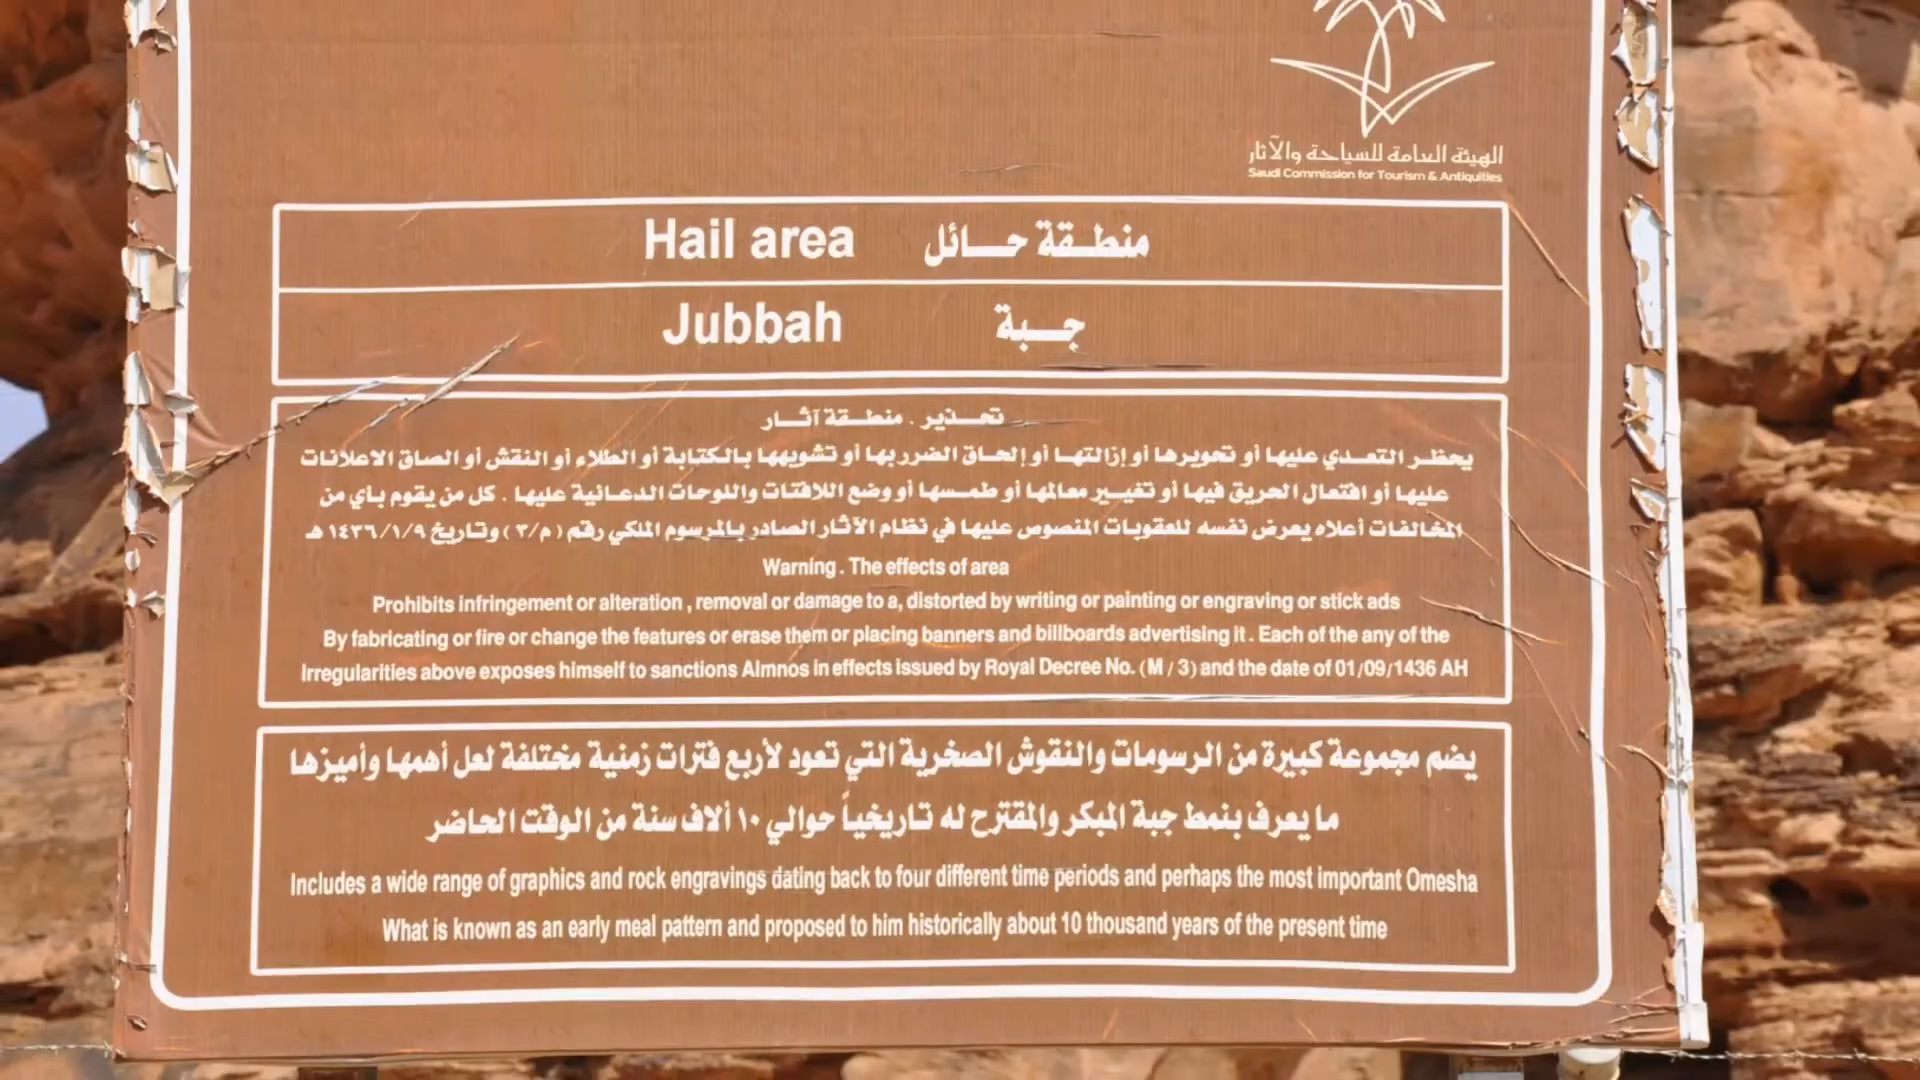 الهيئة العامة للسياحة والآثار
Saudi Commission for Tourism & Antiquities
Hail area منطقة حائل
Jubbah جبة
تحذير . منطقة آثار
يحظر التعدي عليها أو تحويرها أو إزالتها أو إلحاق الضرر بها أو تشويهها بالكتابة أو الطلاء أو النقش أو الصاق الاعلانات
عليها أو افتعال الحريق فيها أو تغيير معالمها أو طمسها أو وضع اللافتات واللوحات الدعائية عليها . كل من يقوم بأي من
المخالفات أعلاه يعرض نفسه للعقوبات المنصوص عليها في نظام الآثار الصادر بالمرسوم الملكي رقم ( م/٣ ) وتاريخ ١٤٣٦/١/٩ هـ
Warning . The effects of area
Prohibits infringement or alteration , removal or damage to a, distorted by writing or painting or engraving or stick ads
By fabricating or fire or change the features or erase them or placing banners and billboards advertising it . Each of the any of the
Irregularities above exposes himself to sanctions Almnos in effects issued by Royal Decree No. (M / 3) and the date of 01/09/1436 AH
يضم مجموعة كبيرة من الرسومات والنقوش الصخرية التي تعود لأربع فترات زمنية مختلفة لعل أهمها وأميزها
ما يعرف بنمط جبة المبكر والمقترح له تاريخياً حوالي ١٠ ألاف سنة من الوقت الحاضر
Includes a wide range of graphics and rock engravings dating back to four different time periods and perhaps the most important Omesha
What is known as an early meal pattern and proposed to him historically about 10 thousand years of the present time